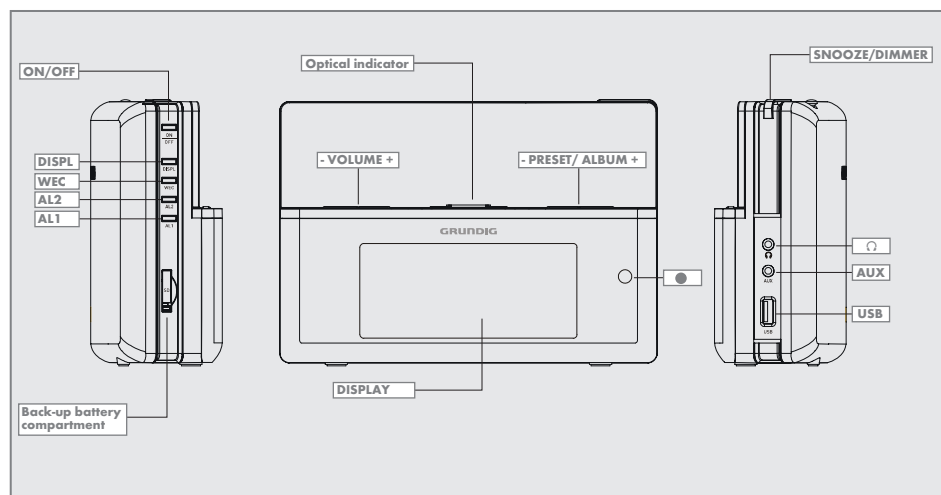 ON/OFF
Optical indicator
SNOOZE/DIMMER
ON
OFF
DISPL
DISPL
WEC
WEC
AL2
AL2
AL1
AL1
- VOLUME +
- PRESET/ ALBUM +
GRUNDIG
AUX
AUX
USB
USB
DISPLAY
Back-up battery
compartment